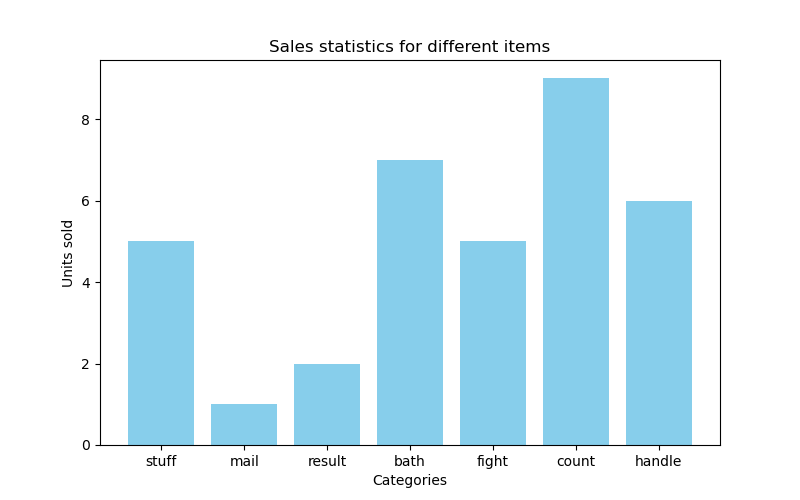 Sales statistics for different items
Units sold
8
6
4
2
0
stuff mail result bath fight count handle
Categories